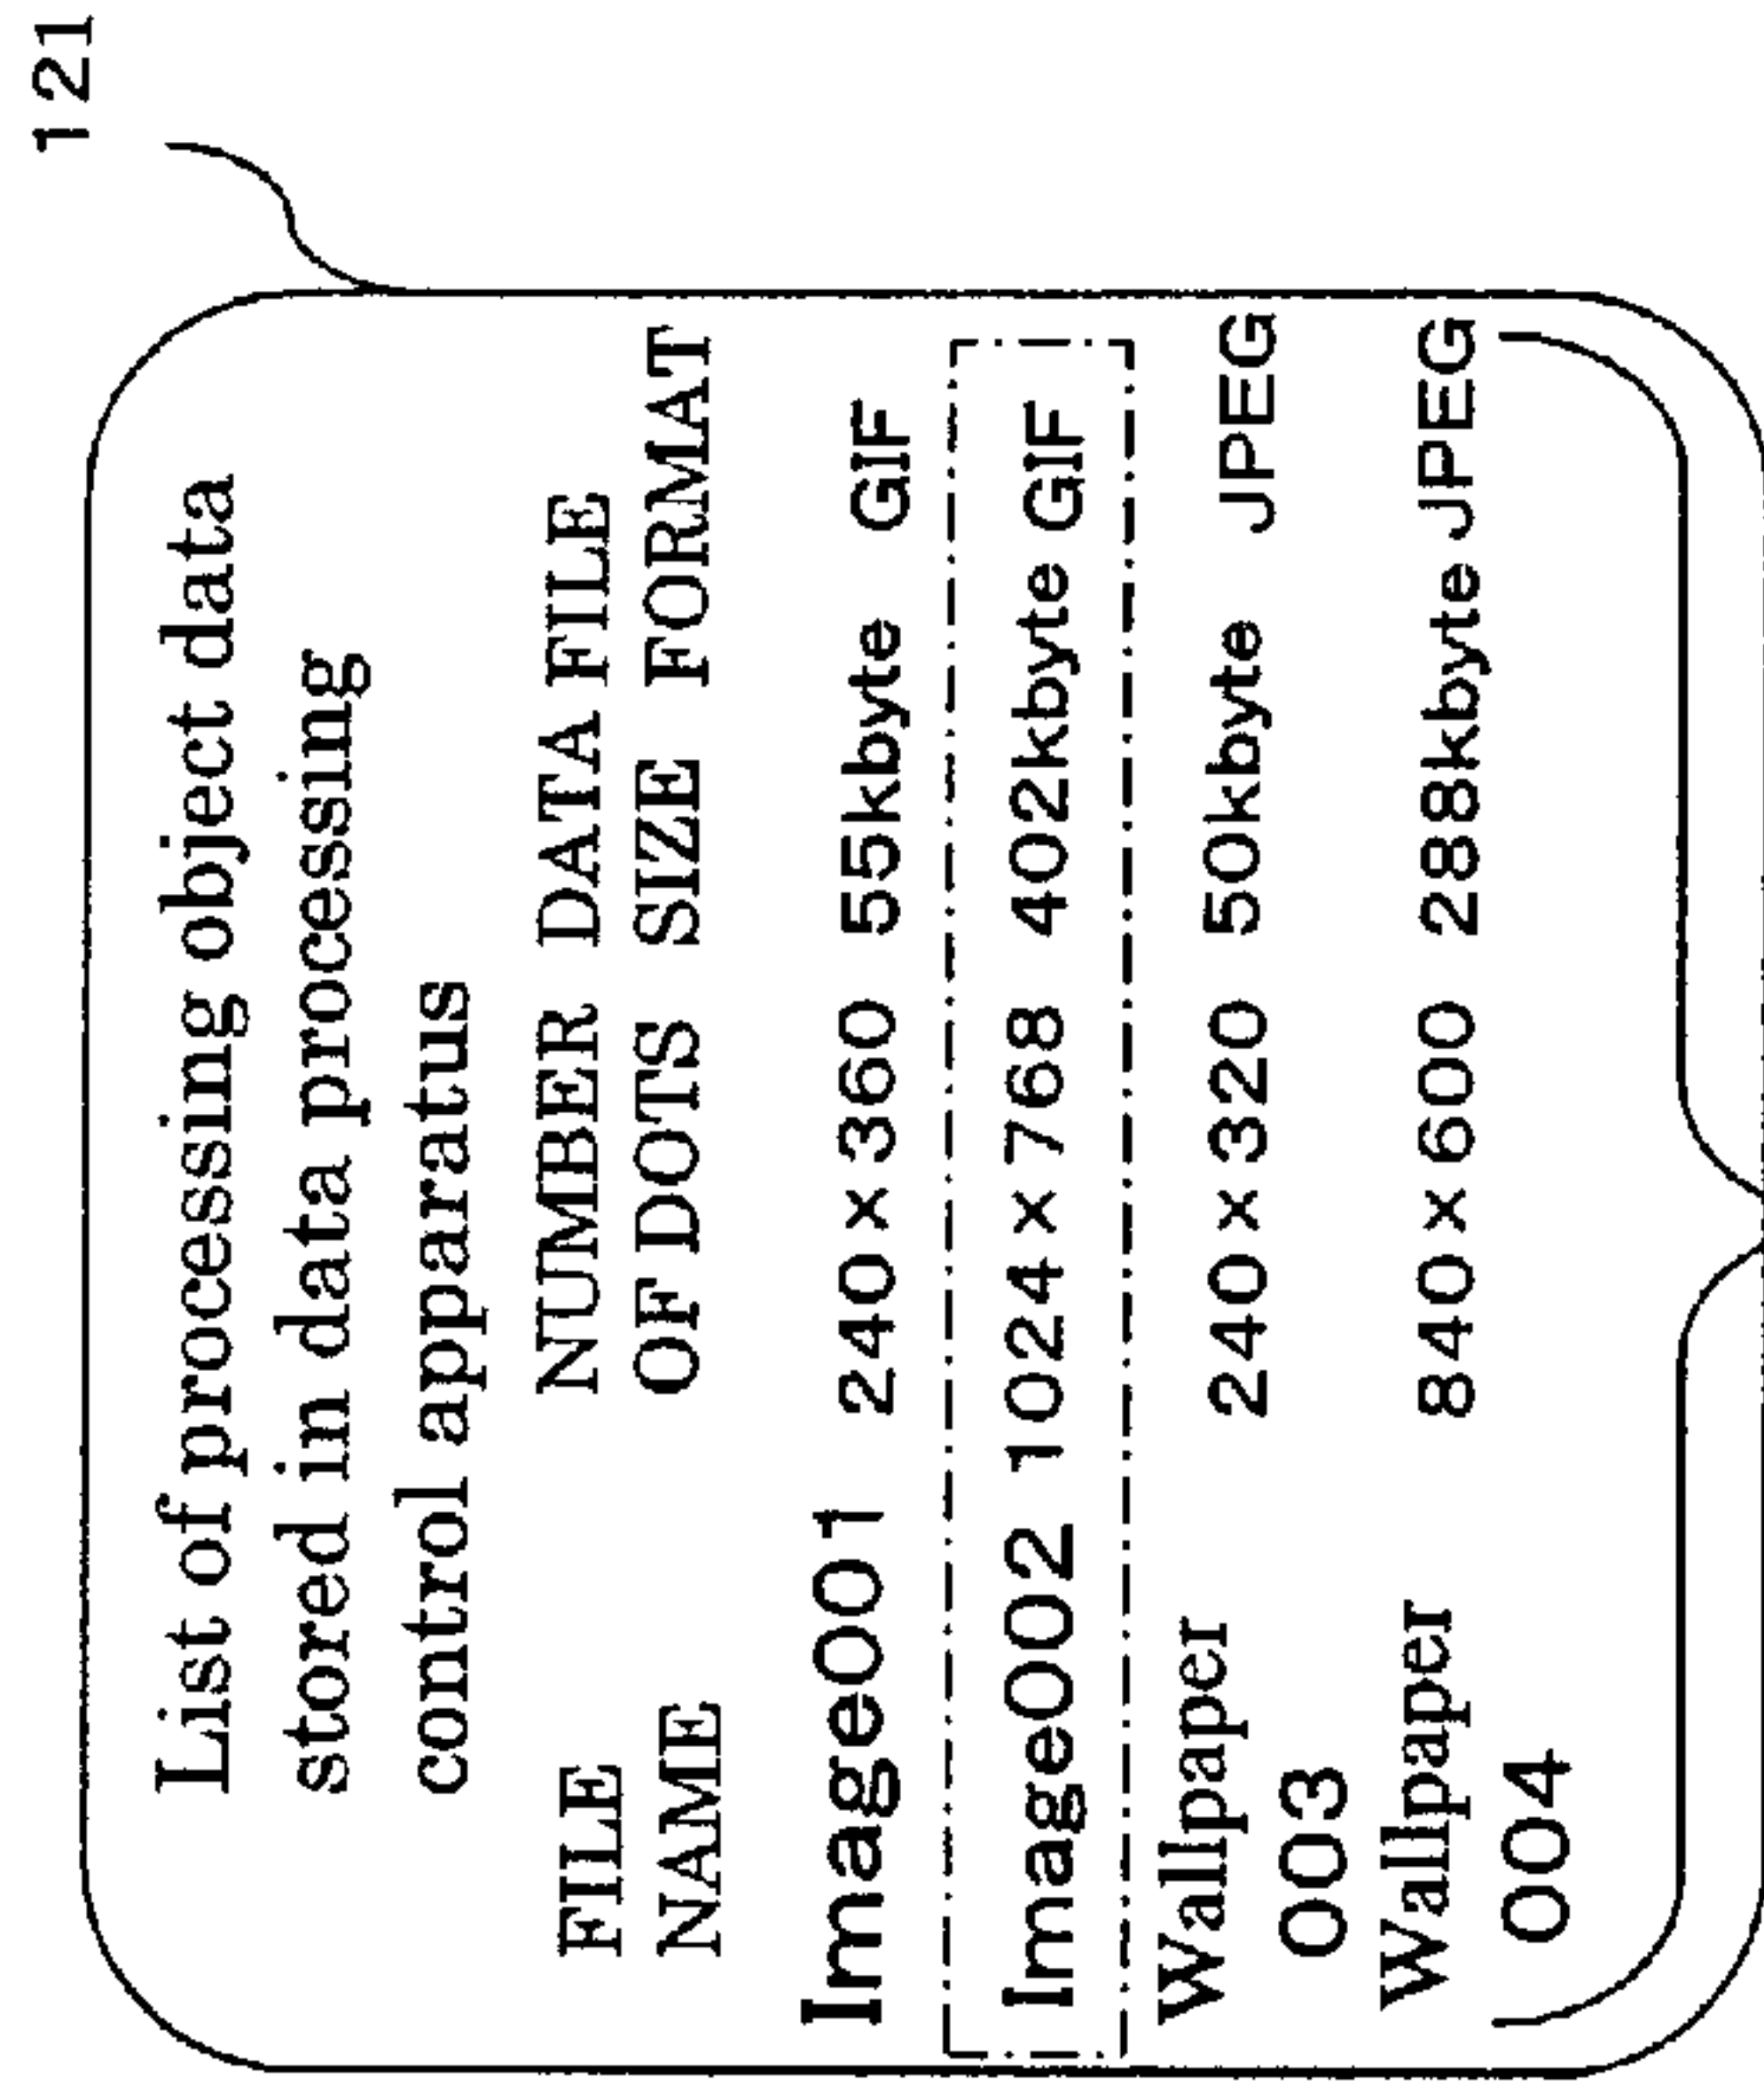 121
List of processing object data
stored in data processing
control apparatus
FILE NAME NUMBER OF DOTS DATA SIZE FILE FORMAT
Image001 240×360 55kbyte GIF
Image002 1024×768 402kbyte GIF
Wallpaper 003 240×320 50kbyte JPEG
Wallpaper 004 840×600 288kbyte JPEG